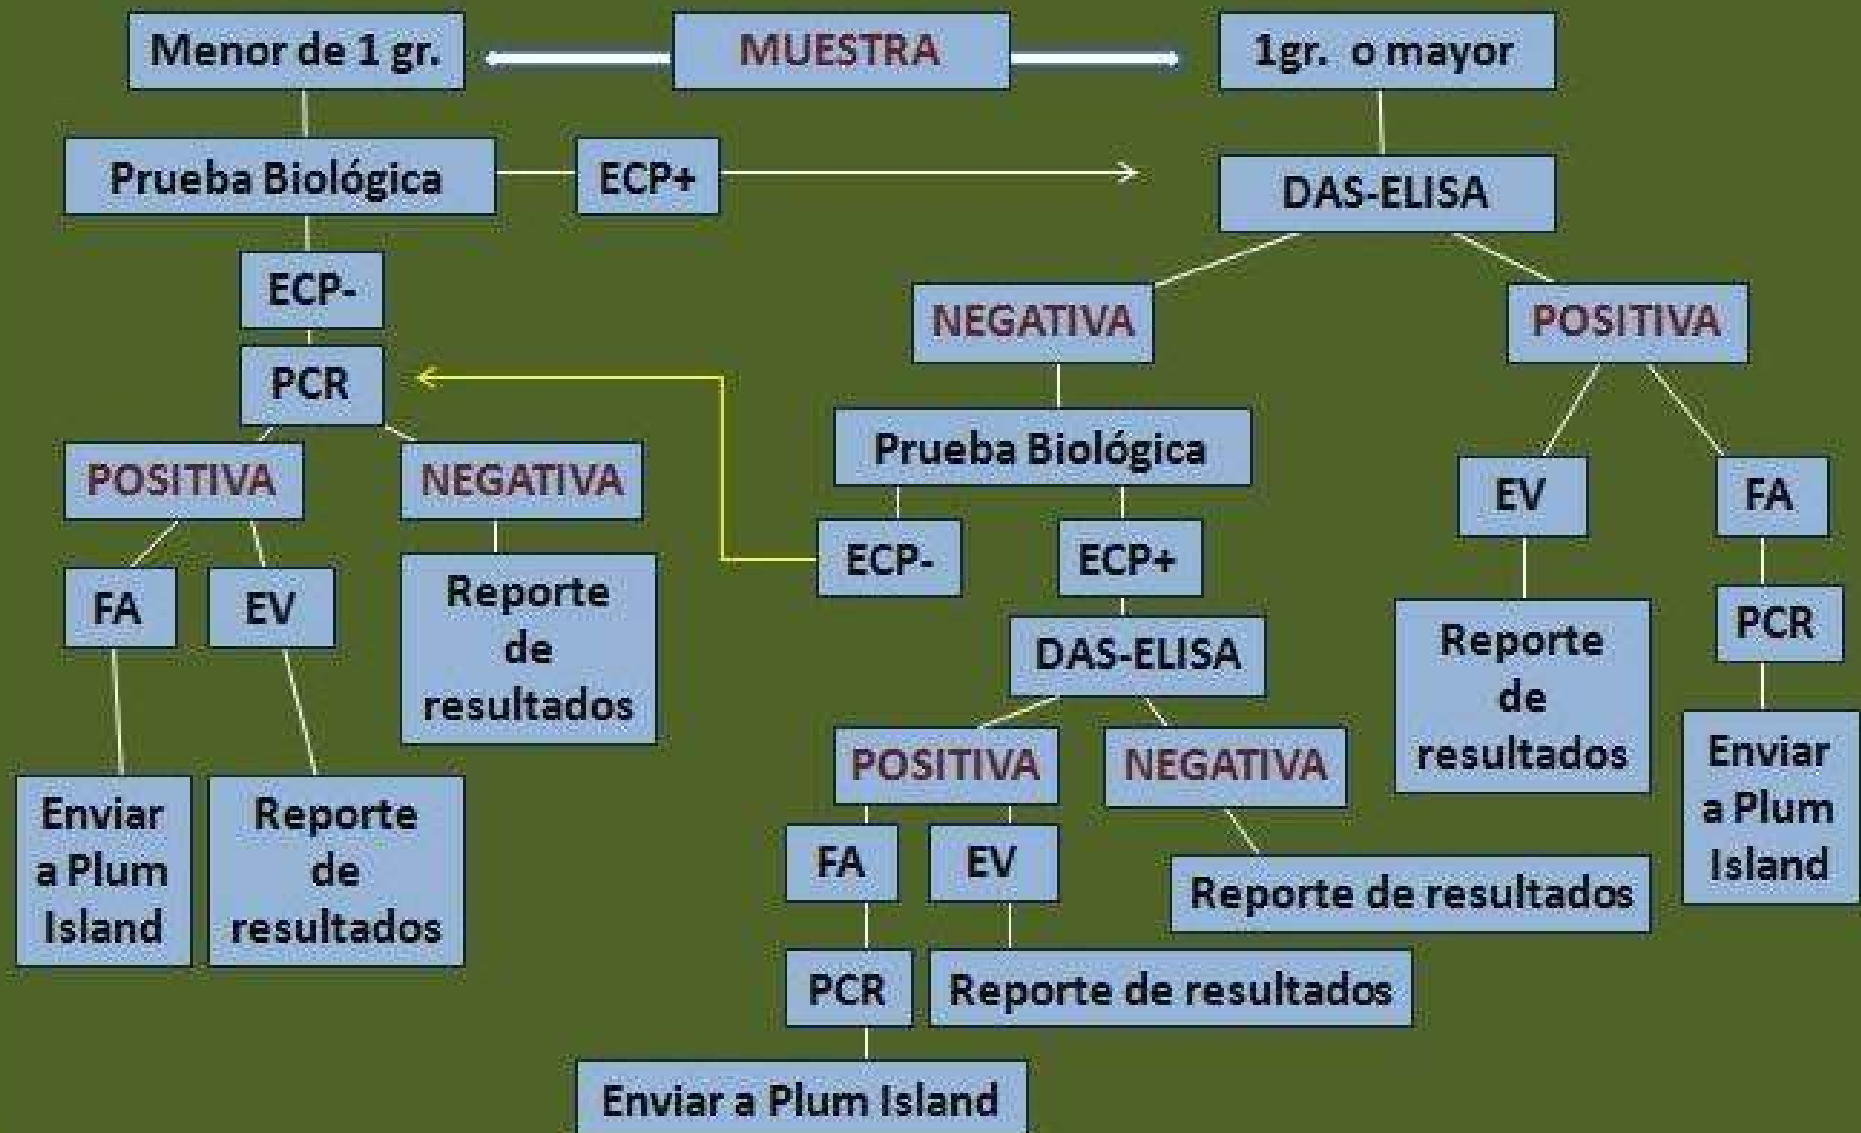 Menor de 1 gr.
MUESTRA
1gr.  o mayor
Prueba Biológica
ECP+
DAS-ELISA
ECP-
NEGATIVA
POSITIVA
PCR
Prueba Biológica
POSITIVA
NEGATIVA
EV
FA
ECP-
ECP+
FA
EV
Reporte
de
resultados
DAS-ELISA
Reporte
de
resultados
PCR
POSITIVA
NEGATIVA
Enviar
a Plum
Island
Enviar
a Plum
Island
Reporte
de
resultados
FA
EV
Reporte de resultados
PCR
Reporte de resultados
Enviar a Plum Island